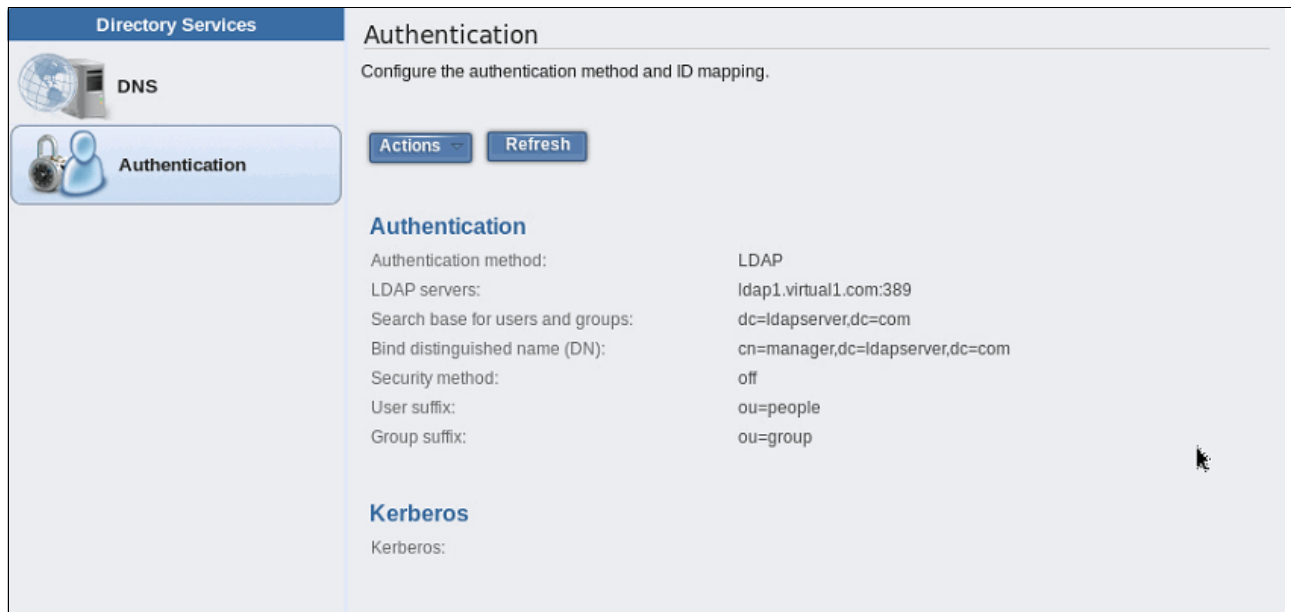 Directory Services
DNS
Authentication
Authentication
Configure the authentication method and ID mapping.
Actions Refresh
Authentication
Authentication method: LDAP
LDAP servers: ldap1.virtual1.com:389
Search base for users and groups: dc=ldapserver,dc=com
Bind distinguished name (DN): cn=manager,dc=ldapserver,dc=com
Security method: off
User suffix: ou=people
Group suffix: ou=group
Kerberos
Kerberos: